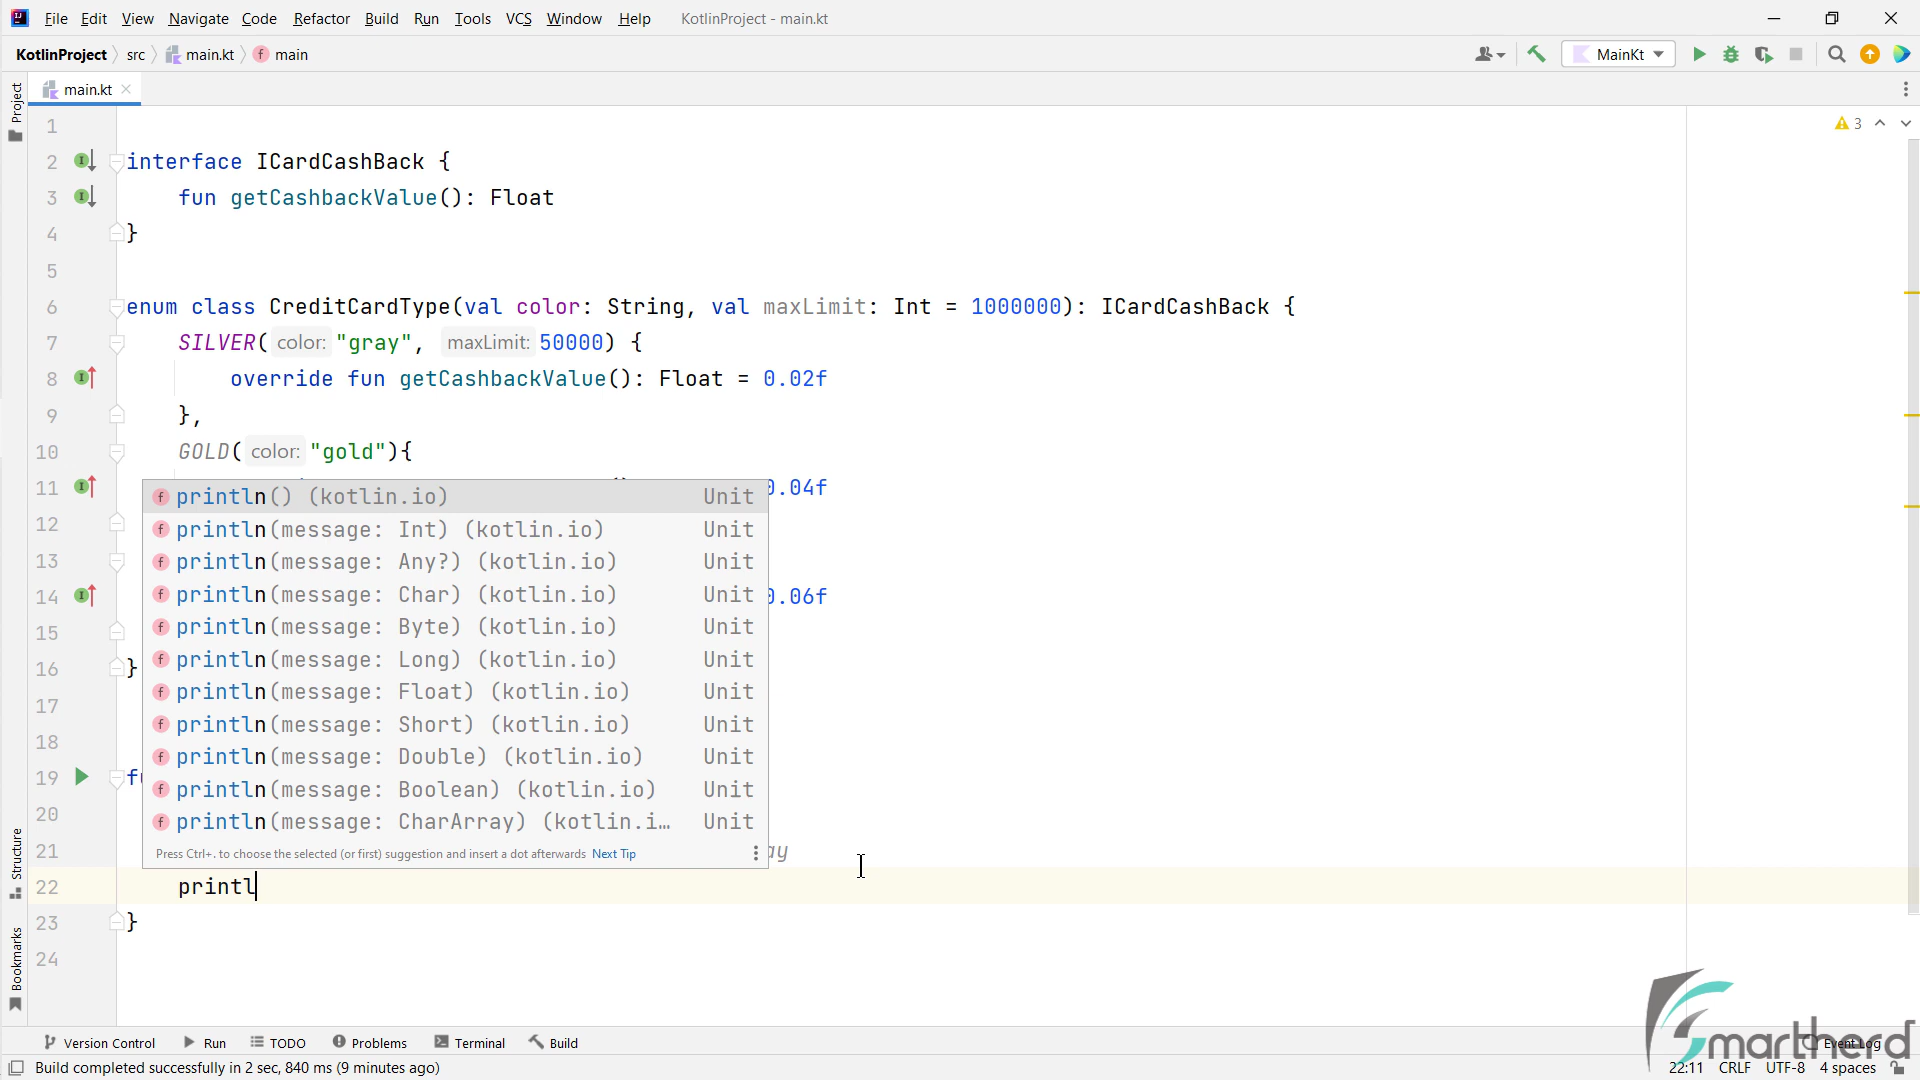 File Edit View Navigate Code Refactor Build Run Tools VCS Window Help KotlinProject - main.kt
KotlinProject src main.kt main MainKt
Project main.kt
1
2 interface ICardCashBack { 3
3 fun getCashbackValue(): Float
4 }
5
6 enum class CreditCardType(val color: String, val maxLimit: Int = 1000000): ICardCashBack {
7 SILVER( color: "gray", maxLimit: 50000) {
8 override fun getCashbackValue(): Float = 0.02f
9 },
10 GOLD( color: "gold"){
11 0.04f
println() (kotlin.io) Unit
12 println(message: Int) (kotlin.io) Unit
13 println(message: Any?) (kotlin.io) Unit
14 println(message: Char) (kotlin.io) Unit 0.06f
15 println(message: Byte) (kotlin.io) Unit
16 } println(message: Long) (kotlin.io) Unit
println(message: Float) (kotlin.io) Unit
17 println(message: Short) (kotlin.io) Unit
18 println(message: Double) (kotlin.io) Unit
19 println(message: Boolean) (kotlin.io) Unit
20 println(message: CharArray) (kotlin.i… Unit
21 Press Ctrl+. to choose the selected (or first) suggestion and insert a dot afterwards Next Tip ay
22 printl
23 }
24
Structure
Bookmarks
Version Control Run TODO Problems Terminal Build Event Log
smartherd
Build completed successfully in 2 sec, 840 ms (9 minutes ago) 22:11 CRLF UTF-8 4 spaces